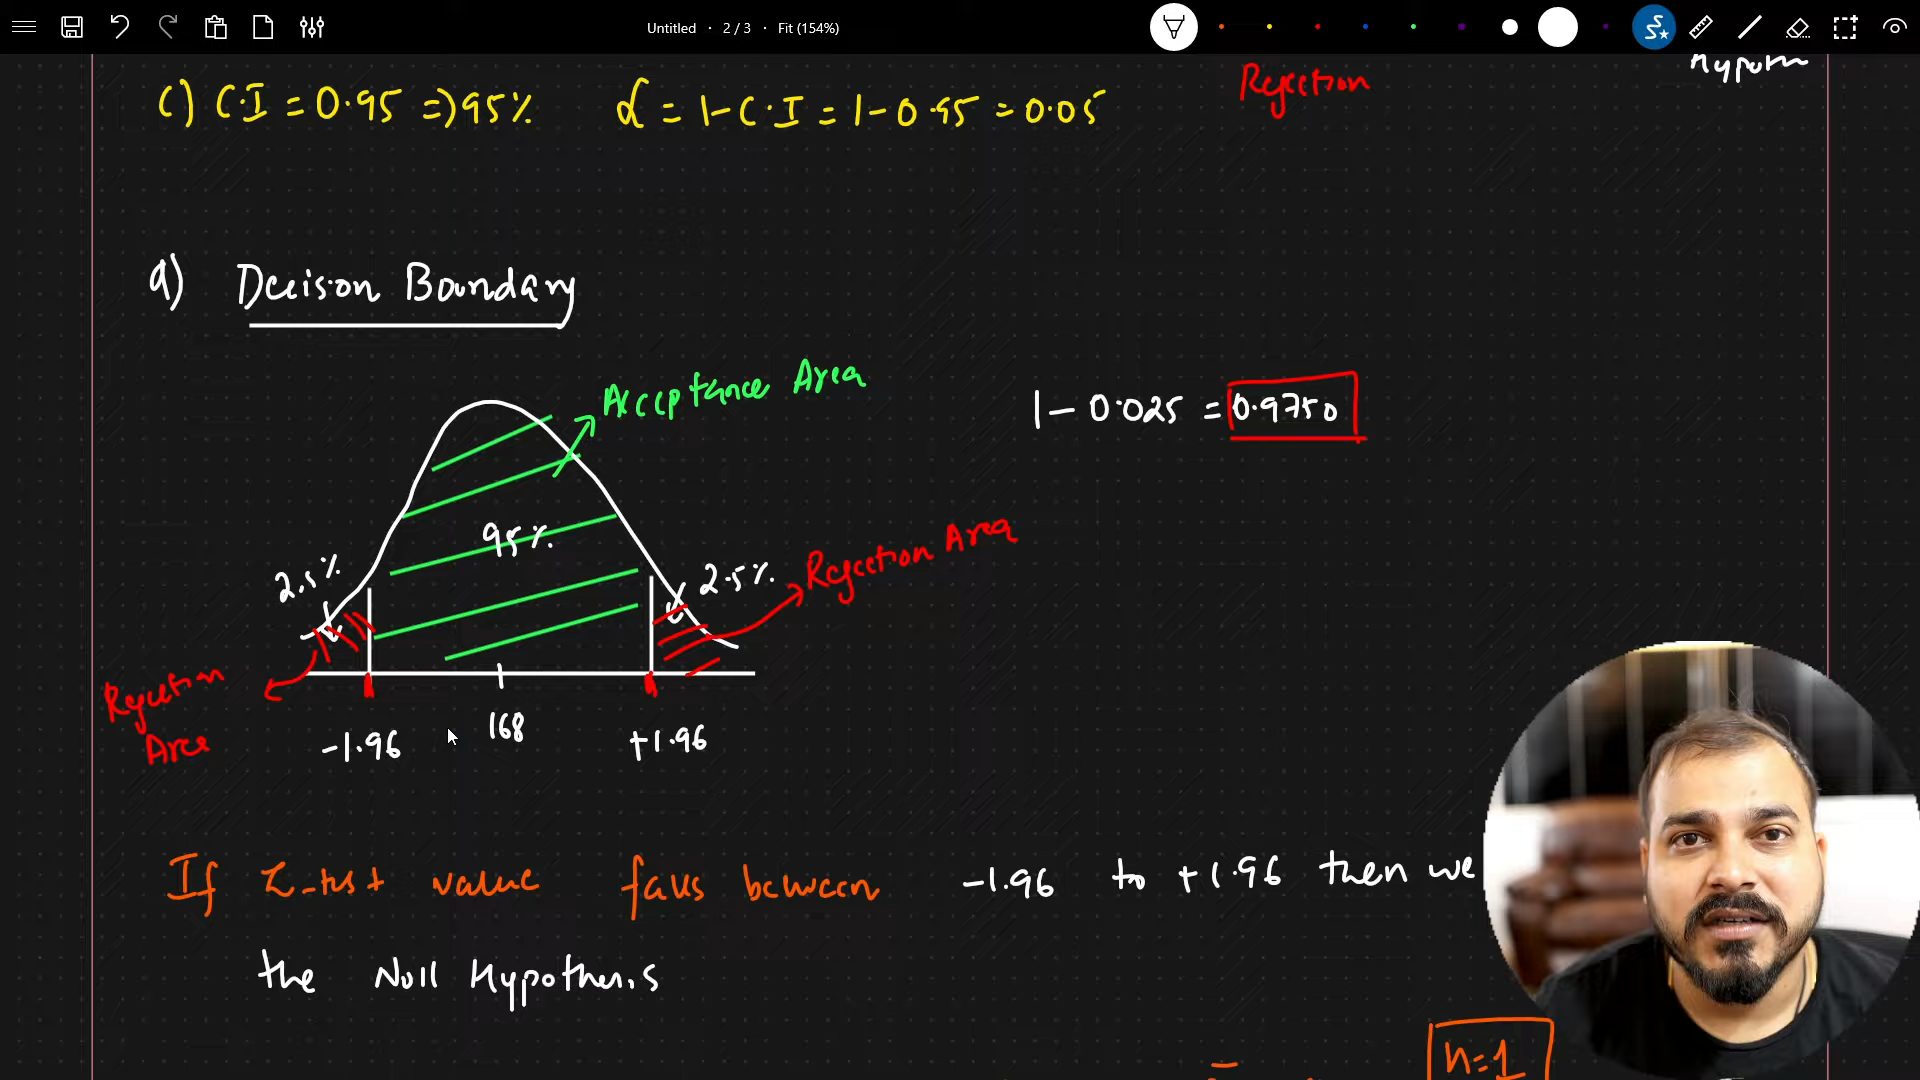 Untitled • 2 / 3 • Fit (154%)
Hypoth
Rejection
c) C.I = 0.95 => 95% α = 1 - C.I = 1 - 0.95 = 0.05
d) Decison Boundary
Acceptance Area
1 - 0.025 = 0.9750
95%
Rejection Area
2.5%
2.5%
Rejection
Area
-1.96
168
+1.96
If Z-test value falls between -1.96 to +1.96 then we
the Null Hypothesis
n=1